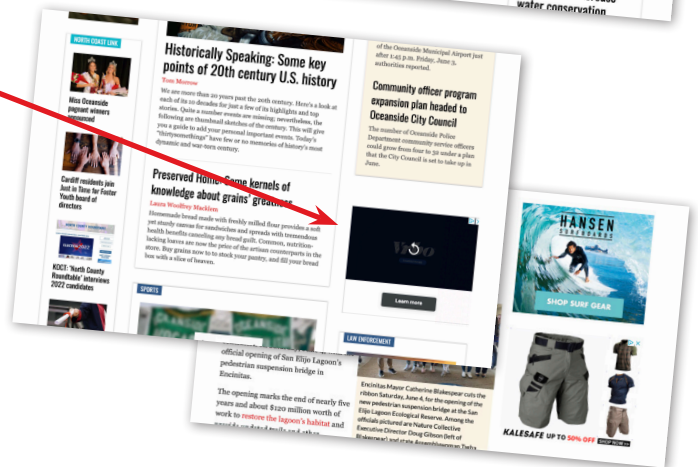 water conservation
NORTH COAST LINK
Miss Oceanside
pageant winners
announced
Cardiff residents join
Just in Time for Foster
Youth board of
directors
KOCT: 'North County
Roundtable' interviews
2022 candidates
Historically Speaking: Some key
points of 20th century U.S. history
Tom Morrow
We are more than 20 years past the 20th century. Here's a look at
each of its 10 decades for just a few of its highlights and top
stories. Quite a number events are missing; nevertheless, the
following are thumbnail sketches of the century. This will give
you a guide to add your personal important events. Today's
"thirtysomethings" have few or no memories of history's most
dynamic and war-torn century.
Preserved Home: Some kernels of
knowledge about grains' greatness
Laura Woolfrey Macklem
Homemade bread made with freshly milled flour provides a soft
yet sturdy canvas for sandwiches and spreads with tremendous
health benefits canceling any bread guilt. Common, nutrition-
lacking loaves are now the price of the artisan counterparts in the
store. Buy grains now to to stock your pantry, and fill your bread
box with a slice of heaven.
SPORTS
of the Oceanside Municipal Airport just
after 1:45 p.m. Friday, June 3,
authorities reported.
Community officer program
expansion plan headed to
Oceanside City Council
The number of Oceanside Police
Department community service officers
could grow from four to 32 under a plan
that the City Council is set to take up in
June.
Learn more
LAW ENFORCEMENT
official opening of San Elijo Lagoon's
pedestrian suspension bridge in
Encinitas.
The opening marks the end of nearly five
years and about $120 million worth of
work to restore the lagoon's habitat and
Encinitas Mayor Catherine Blakespear cuts the
ribbon Saturday, June 4, for the opening of the
new pedestrian suspension bridge at the San
Elijo Lagoon Ecological Reserve. Among the
officials pictured are Nature Collective
Executive Director Doug Gibson (left of
Blakespear) and state Assemblywoman Tasha
HANSEN
SURFBOARDS
SHOP SURF GEAR
KALESAFE UP TO 50% OFF SHOP NOW